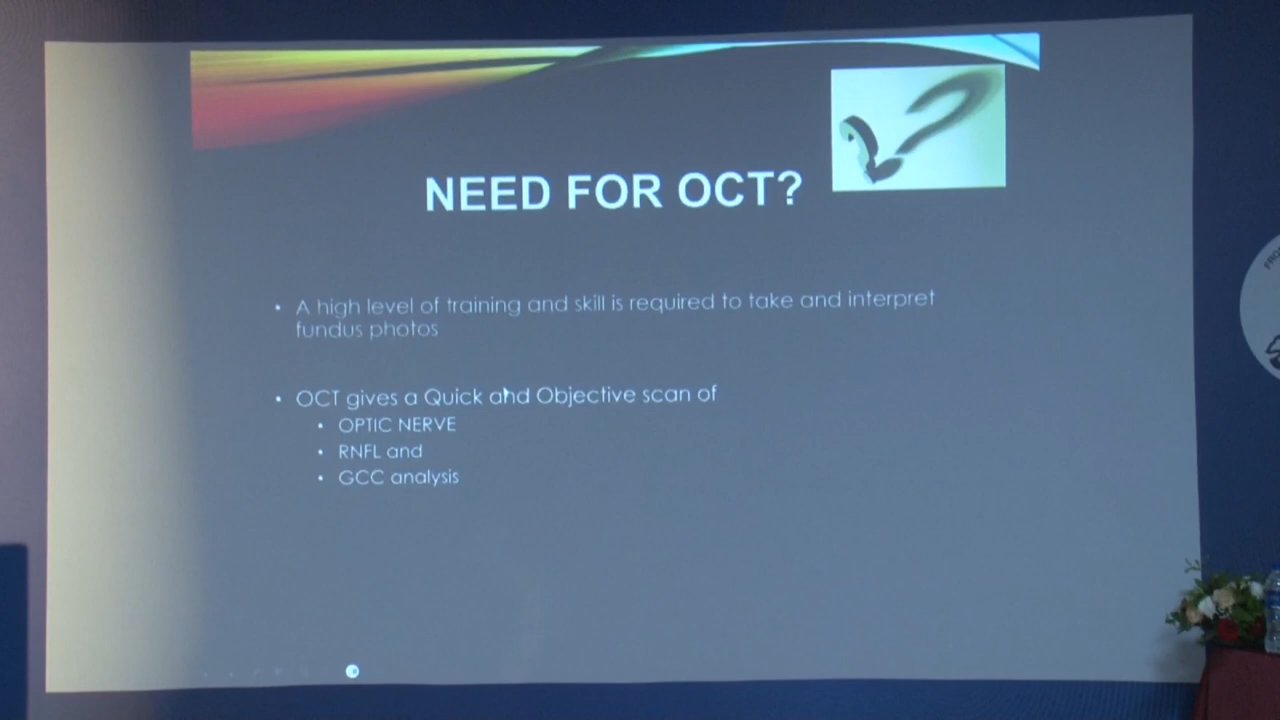 NEED FOR OCT?
• A high level of training and skill is required to take and interpret
fundus photos
• OCT gives a Quick and Objective scan of
• OPTIC NERVE
• RNFL and
• GCC analysis